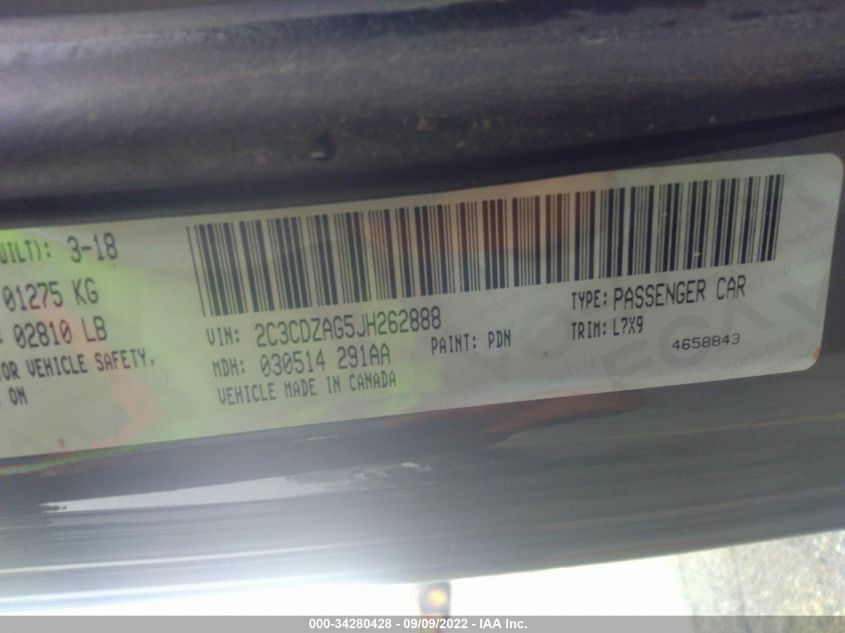 UILT): 3-18
01275 KG
02810 LB
OR VEHICLE SAFETY,
ON
VIN: 2C3CDZAG5JH262888
TYPE: PASSENGER CAR
MDH: 030514 291AA
PAINT: PDN
TRIM: L7X9
VEHICLE MADE IN CANADA
4658843
000-34280428 - 09/09/2022 - IAA Inc.